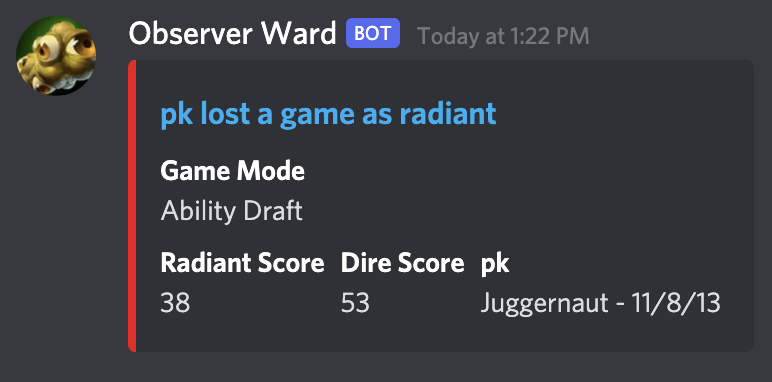 Observer Ward BOT Today at 1:22 PM
pk lost a game as radiant
Game Mode
Ability Draft
Radiant Score Dire Score pk
38 53 Juggernaut - 11/8/13